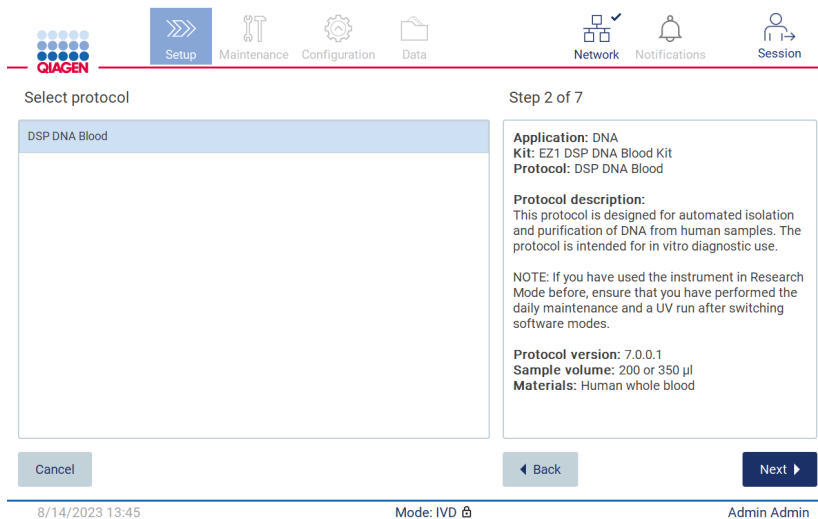 QIAGEN
Setup
Maintenance
Configuration
Data
Network
Notifications
Session
Select protocol
Step 2 of 7
DSP DNA Blood
Application: DNA
Kit: EZ1 DSP DNA Blood Kit
Protocol: DSP DNA Blood
Protocol description:
This protocol is designed for automated isolation
and purification of DNA from human samples. The
protocol is intended for in vitro diagnostic use.
NOTE: If you have used the instrument in Research
Mode before, ensure that you have performed the
daily maintenance and a UV run after switching
software modes.
Protocol version: 7.0.0.1
Sample volume: 200 or 350 µl
Materials: Human whole blood
Cancel
Back
Next
8/14/2023 13:45
Mode: IVD
Admin Admin